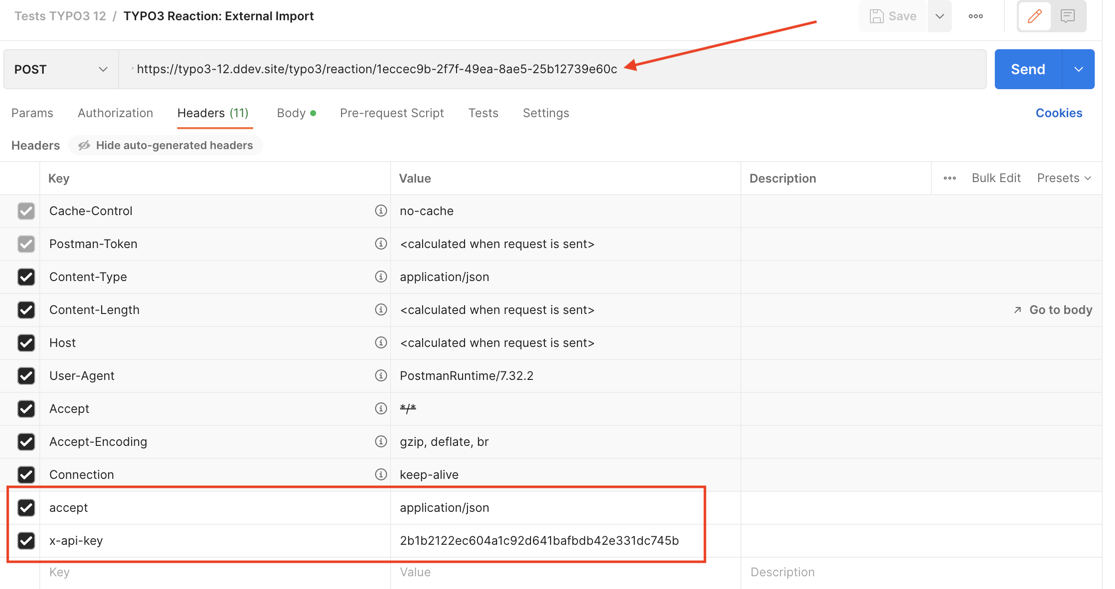 Tests TYPO3 12 / TYPO3 Reaction: External Import
Save
POST
https://typo3-12.ddev.site/typo3/reaction/1eccec9b-2f7f-49ea-8ae5-25b12739e60c
Send
Params Authorization Headers (11) Body Pre-request Script Tests Settings Cookies
Headers Hide auto-generated headers
Key Value Description Bulk Edit Presets
Cache-Control no-cache
Postman-Token <calculated when request is sent>
Content-Type application/json
Content-Length <calculated when request is sent> Go to body
Host <calculated when request is sent>
User-Agent PostmanRuntime/7.32.2
Accept */*
Accept-Encoding gzip, deflate, br
Connection keep-alive
accept application/json
x-api-key 2b1b2122ec604a1c92d641bafbdb42e331dc745b
Key Value Description